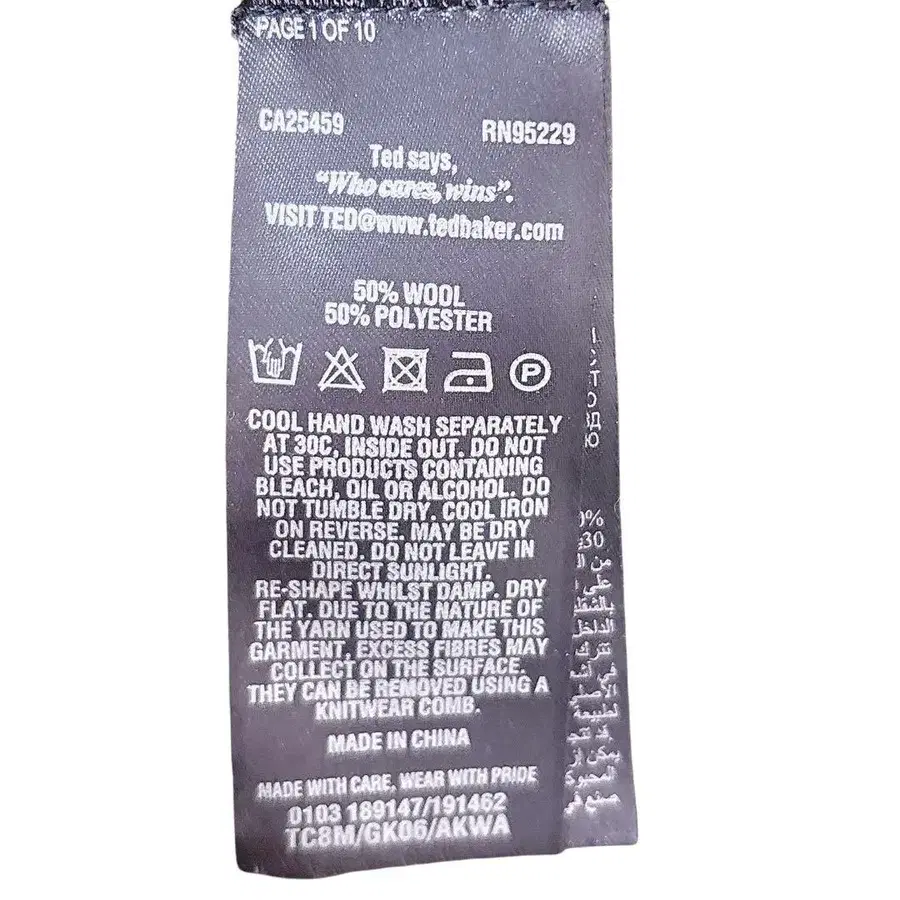 PAGE 1 OF 10
CA25459
RN95229
Ted says,
“Who cares, wins”.
VISIT TED@www.tedbaker.com
50% WOOL
50% POLYESTER
P
COOL HAND WASH SEPARATELY
AT 30C, INSIDE OUT. DO NOT
USE PRODUCTS CONTAINING
BLEACH, OIL OR ALCOHOL. DO
NOT TUMBLE DRY. COOL IRON
ON REVERSE. MAY BE DRY
CLEANED. DO NOT LEAVE IN
DIRECT SUNLIGHT.
RE-SHAPE WHILST DAMP. DRY
FLAT. DUE TO THE NATURE OF
THE YARN USED TO MAKE THIS
GARMENT, EXCESS FIBRES MAY
COLLECT ON THE SURFACE.
THEY CAN BE REMOVED USING A
KNITWEAR COMB.
MADE IN CHINA
MADE WITH CARE, WEAR WITH PRIDE
0103 189147/191462
TC8M/GK06/AKWA